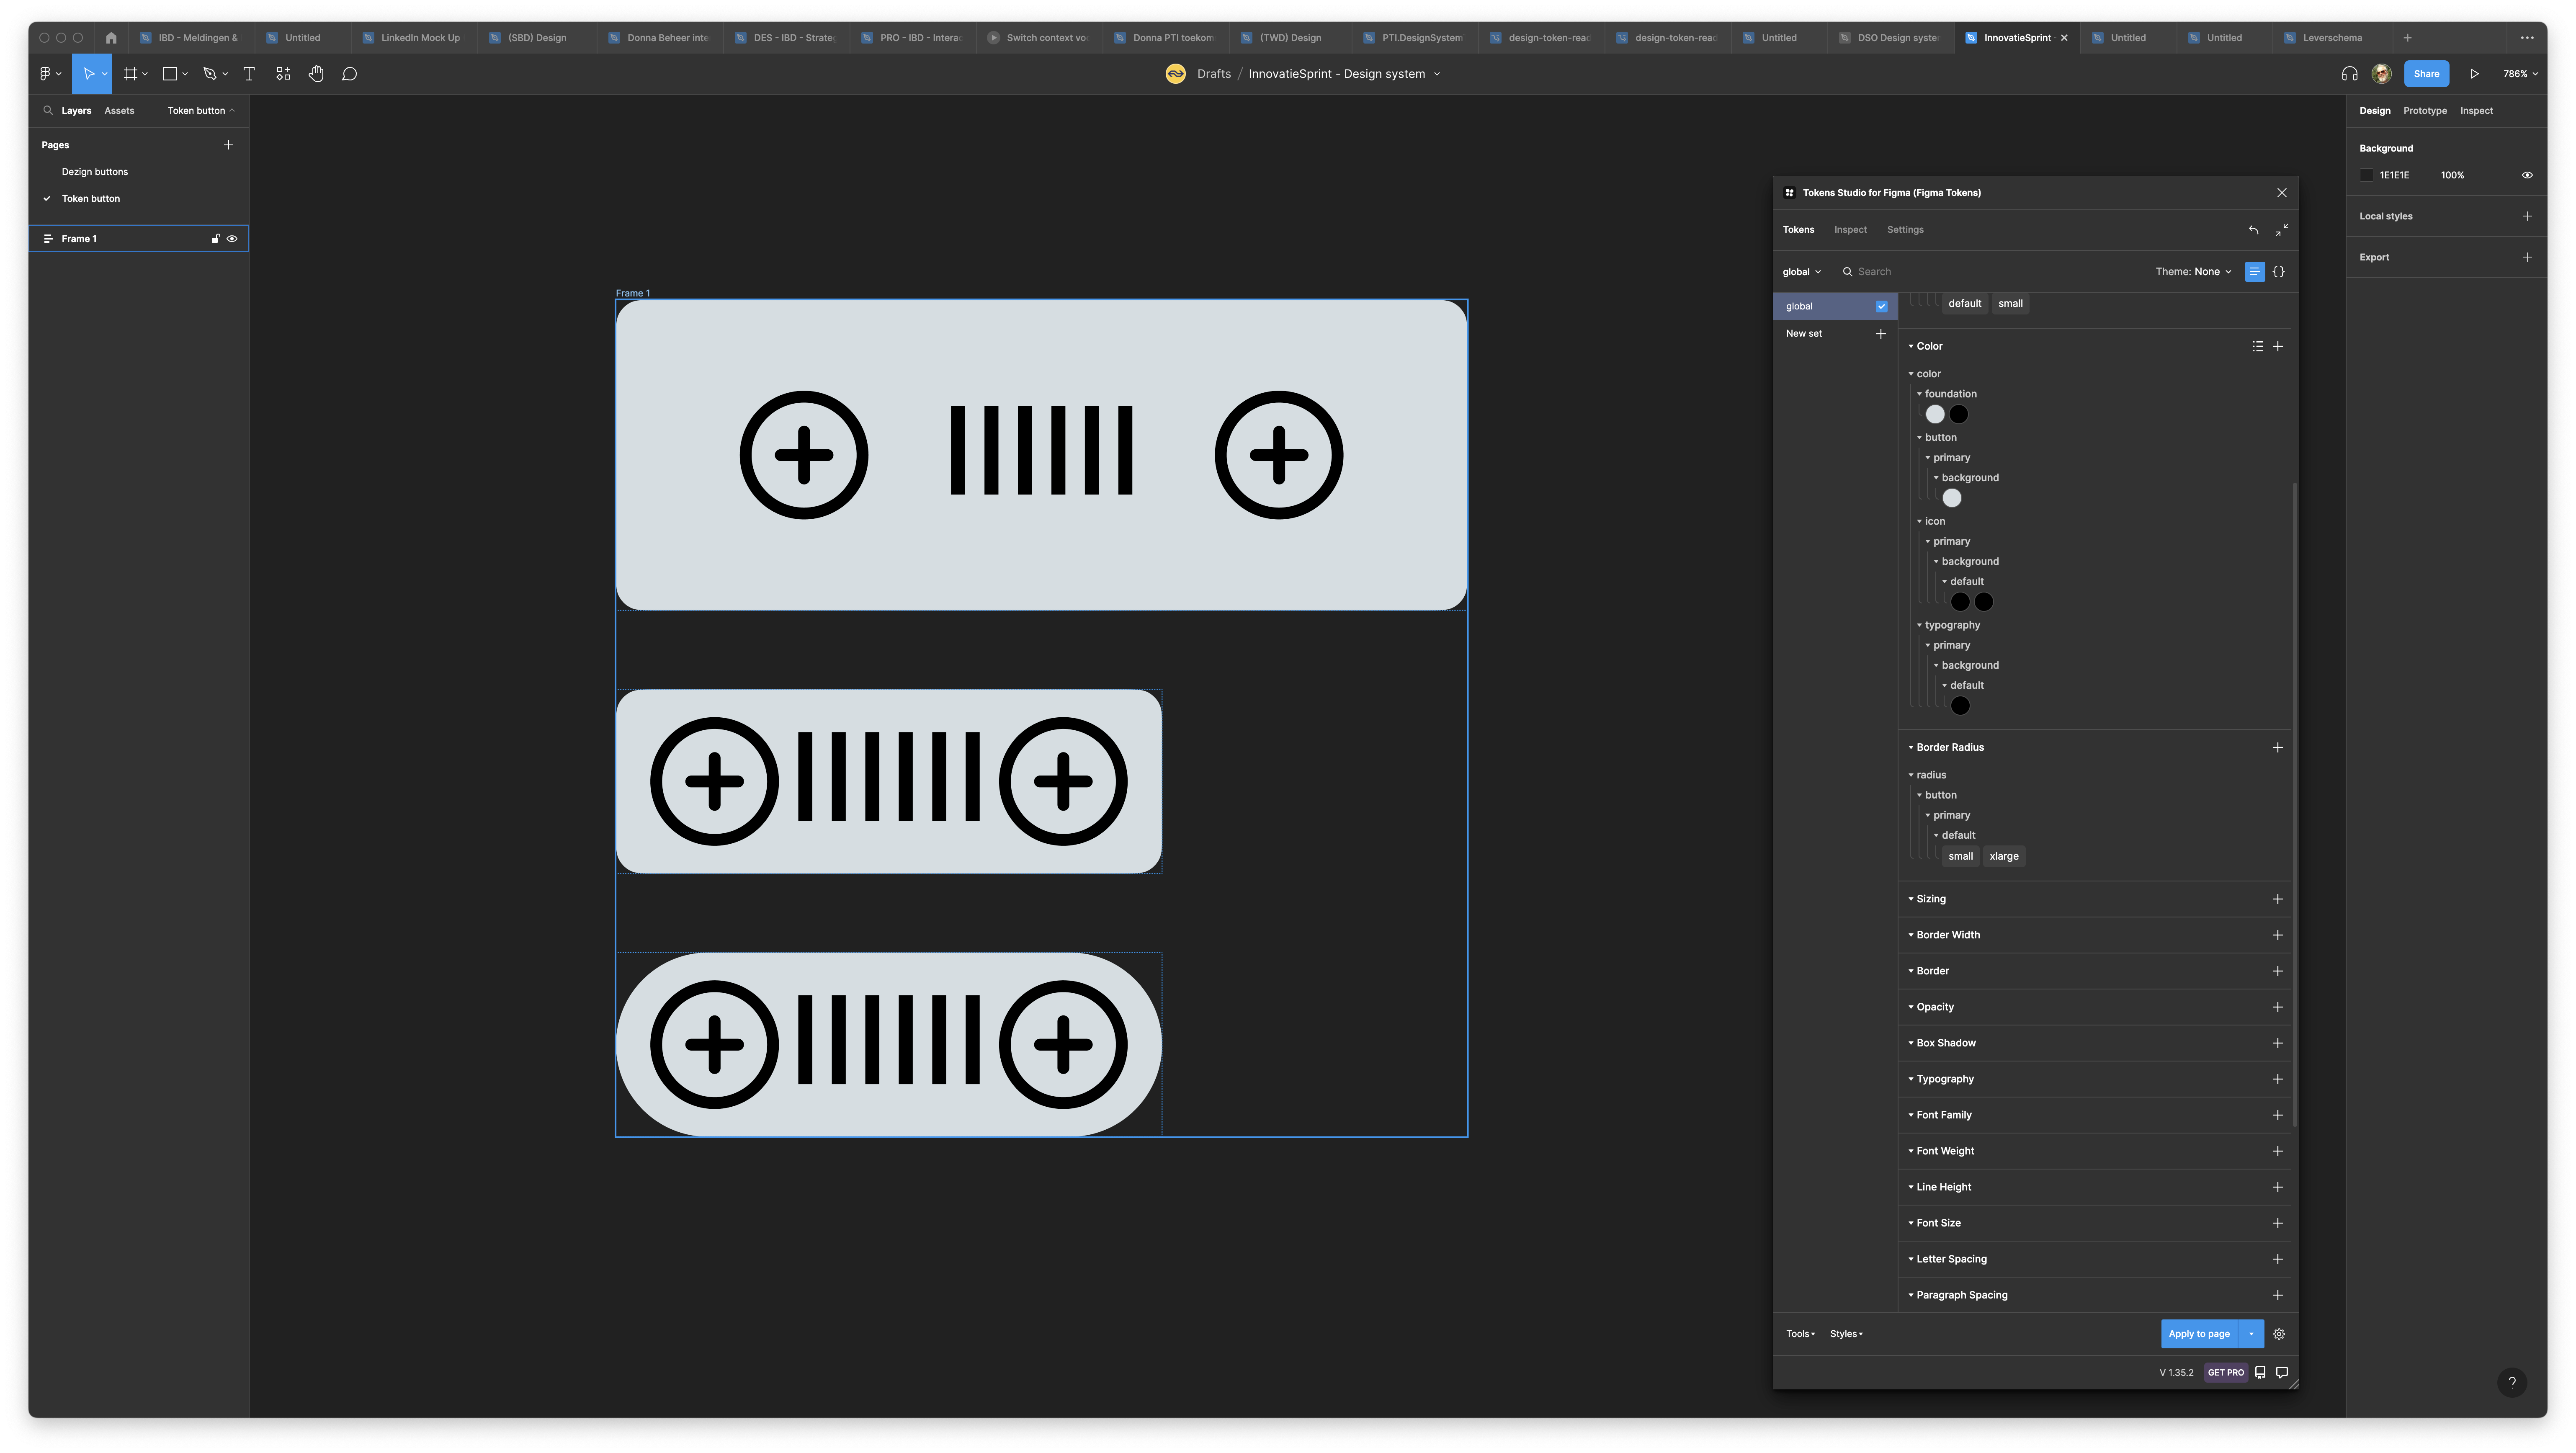 IBD - Meldingen &
Untitled
LinkedIn Mock Up
(SBD) Design
Donna Beheer inte
DES - IBD - Strate
PRO - IBD - Interac
Switch context vo
Donna PTI toekom
(TWD) Design
PTI.DesignSystem
design-token-read
design-token-read
Untitled
DSO Design syste
InnovatieSprint
Untitled
Untitled
Leverschema
Drafts / InnovatieSprint - Design system
Share
786%
Layers
Assets
Token button
Pages
Dezign buttons
Token button
Frame 1
Frame 1
Tokens Studio for Figma (Figma Tokens)
Tokens
Inspect
Settings
global
Search
Theme: None
global
New set
default
small
Color
color
foundation
button
primary
background
icon
primary
background
default
typography
primary
background
default
Border Radius
radius
button
primary
default
small
xlarge
Sizing
Border Width
Border
Opacity
Box Shadow
Typography
Font Family
Font Weight
Line Height
Font Size
Letter Spacing
Paragraph Spacing
Tools
Styles
Apply to page
V 1.35.2
GET PRO
Design
Prototype
Inspect
Background
1E1E1E
100%
Local styles
Export
?